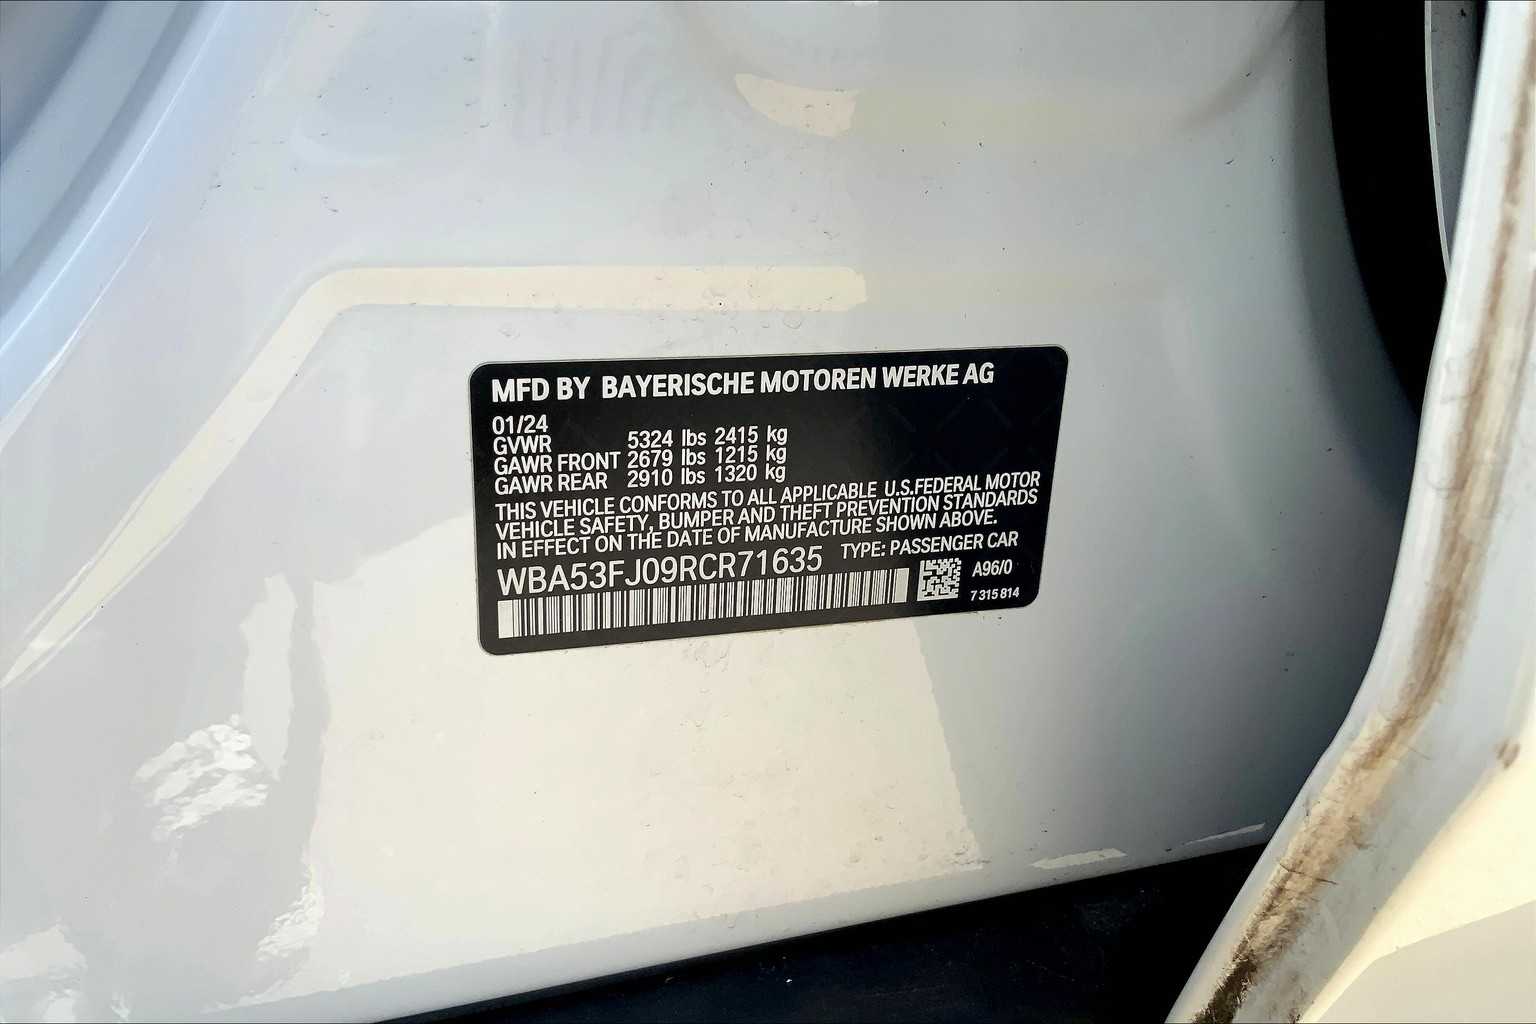 MFD BY BAYERISCHE MOTOREN WERKE AG
01/24
GVWR 5324 lbs 2415 kg
GAWR FRONT 2679 lbs 1215 kg
GAWR REAR 2910 lbs 1320 kg
THIS VEHICLE CONFORMS TO ALL APPLICABLE U.S.FEDERAL MOTOR
VEHICLE SAFETY, BUMPER AND THEFT PREVENTION STANDARDS
IN EFFECT ON THE DATE OF MANUFACTURE SHOWN ABOVE.
WBA53FJ09RCR71635 TYPE: PASSENGER CAR
A96/0
7 315 814